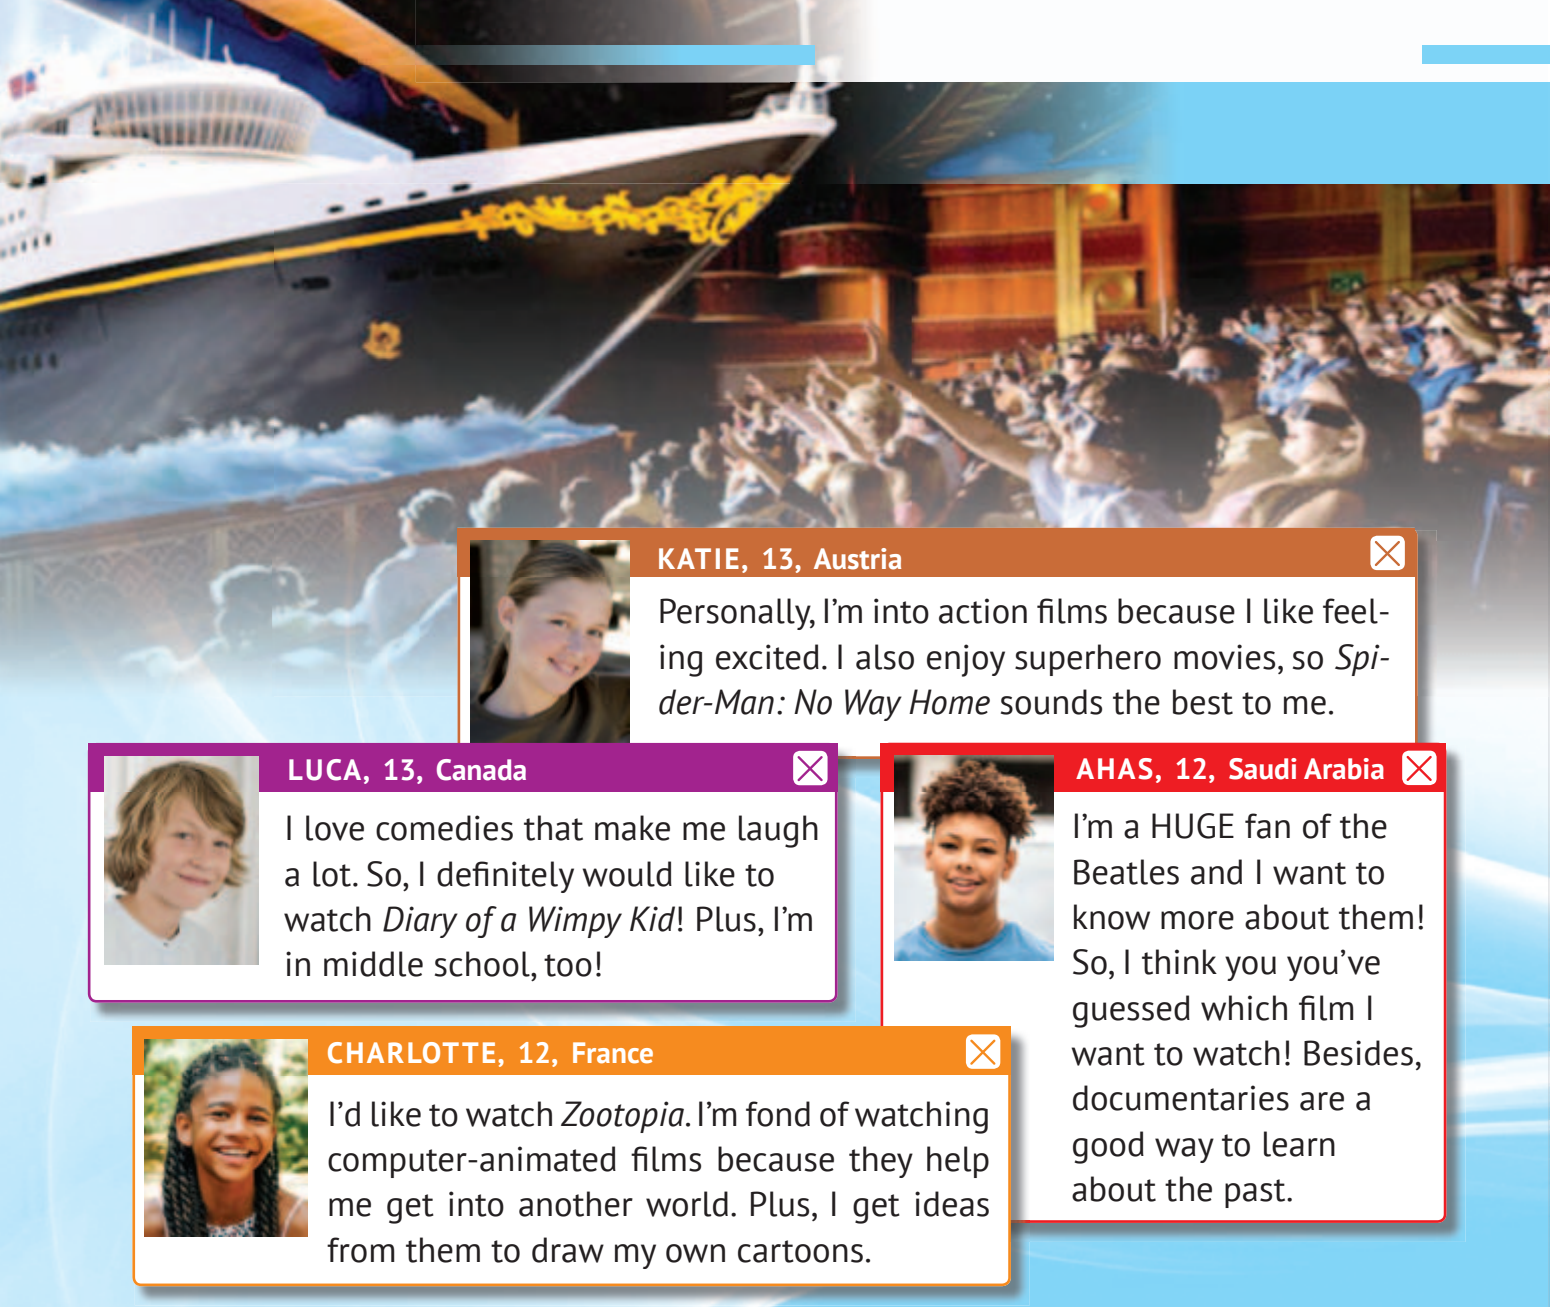 KATIE, 13, Austria
Personally, I'm into action films because I like feel-
ing excited. I also enjoy superhero movies, so Spi-
der-Man: No Way Home sounds the best to me.
LUCA, 13, Canada
I love comedies that make me laugh
a lot. So, I definitely would like to
watch Diary of a Wimpy Kid! Plus, I'm
in middle school, too!
AHAS, 12, Saudi Arabia
I'm a HUGE fan of the
Beatles and I want to
know more about them!
So, I think you you've
guessed which film I
want to watch! Besides,
documentaries are a
good way to learn
about the past.
CHARLOTTE, 12, France
I'd like to watch Zootopia. I'm fond of watching
computer-animated films because they help
me get into another world. Plus, I get ideas
from them to draw my own cartoons.